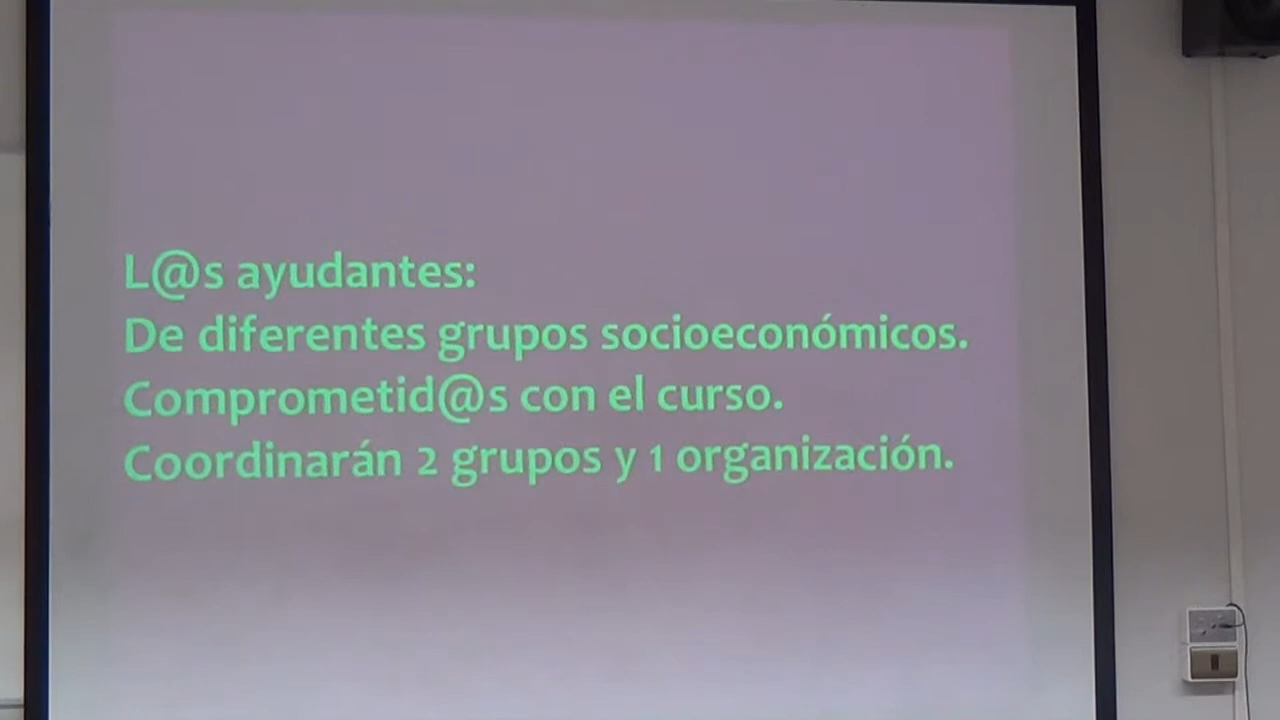 L@s ayudantes:
De diferentes grupos socioeconómicos.
Comprometid@s con el curso.
Coordinarán 2 grupos y 1 organización.